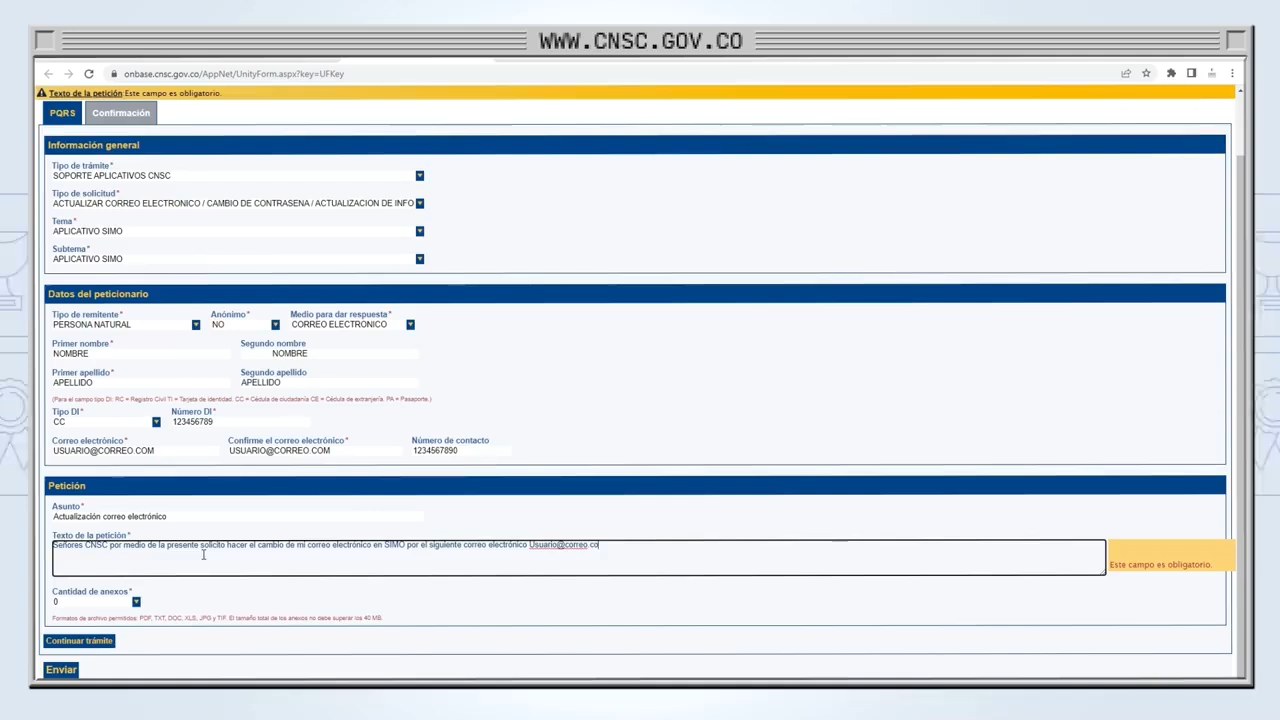 WWW.CNSC.GOV.CO
onbase.cnsc.gov.co/AppNet/UnityForm.aspx?key=UFKey
Texto de la petición:Este campo es obligatorio.
PQRS Confirmación
Información general
Tipo de trámite*
SOPORTE APLICATIVOS CNSC
Tipo de solicitud*
ACTUALIZAR CORREO ELECTRONICO / CAMBIO DE CONTRASENA / ACTUALIZACION DE INFO
Tema*
APLICATIVO SIMO
Subtema*
APLICATIVO SIMO
Datos del peticionario
Tipo de remitente* Anónimo* Medio para dar respuesta*
PERSONA NATURAL NO CORREO ELECTRONICO
Primer nombre* Segundo nombre
NOMBRE NOMBRE
Primer apellido* Segundo apellido
APELLIDO APELLIDO
(Para el campo tipo DI: RC = Registro Civil TI = Tarjeta de identidad. CC = Cédula de ciudadanía CE = Cédula de extranjería. PA = Pasaporte.)
Tipo DI* Número DI*
CC 123456789
Correo electrónico* Confirme el correo electrónico* Número de contacto
USUARIO@CORREO.COM USUARIO@CORREO.COM 1234567890
Petición
Asunto*
Actualización correo electrónico
Texto de la petición*
Señores CNSC por medio de la presente solicito hacer el cambio de mi correo electrónico en SIMO por el siguiente correo electrónico Usuario@correo.co
Este campo es obligatorio.
Cantidad de anexos*
0
Formatos de archivo permitidos: PDF, TXT, DOC, XLS, JPG y TIF. El tamaño total de los anexos no debe superar los 40 MB.
Continuar trámite
Enviar